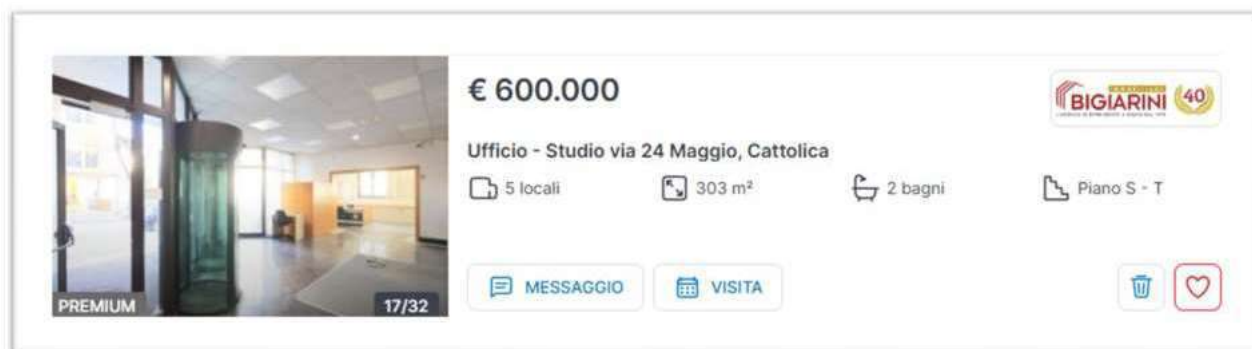 € 600.000
BIGIARINI 40
Ufficio - Studio via 24 Maggio, Cattolica
5 locali 303 m² 2 bagni Piano S - T
MESSAGGIO VISITA
PREMIUM 17/32